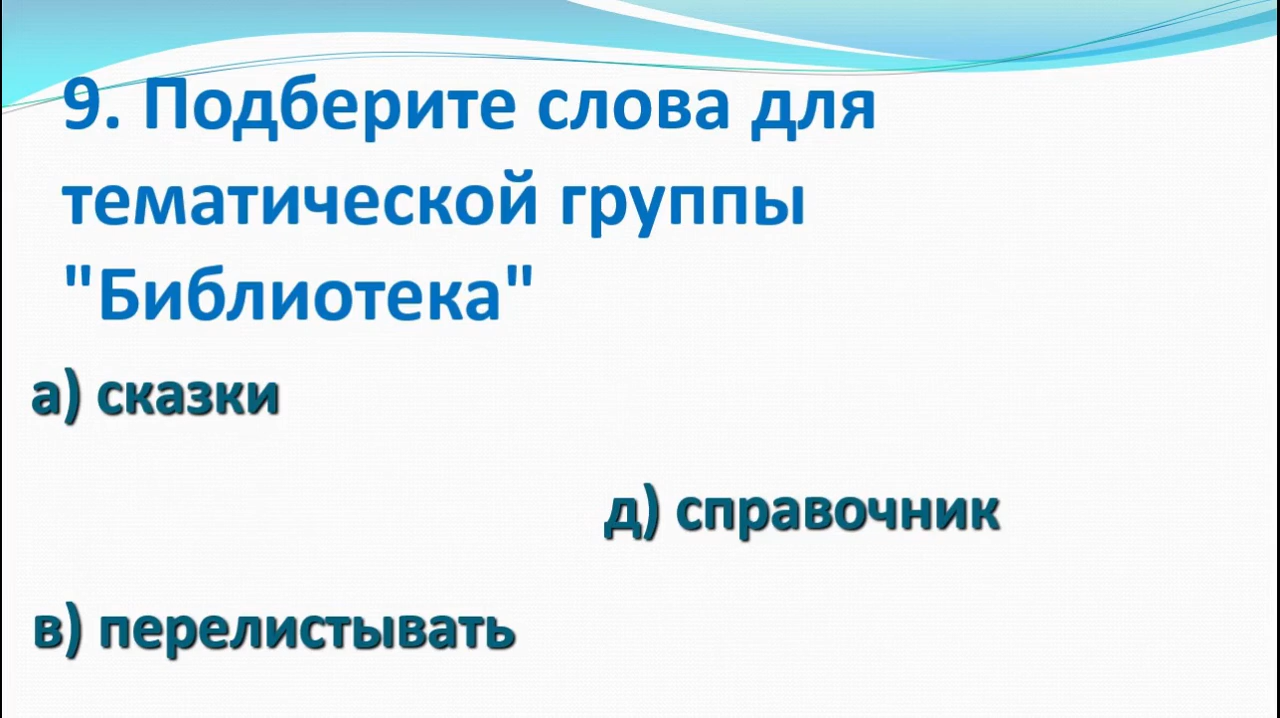 9. Подберите слова для
тематической группы
"Библиотека"
а) сказки
д) справочник
в) перелистывать